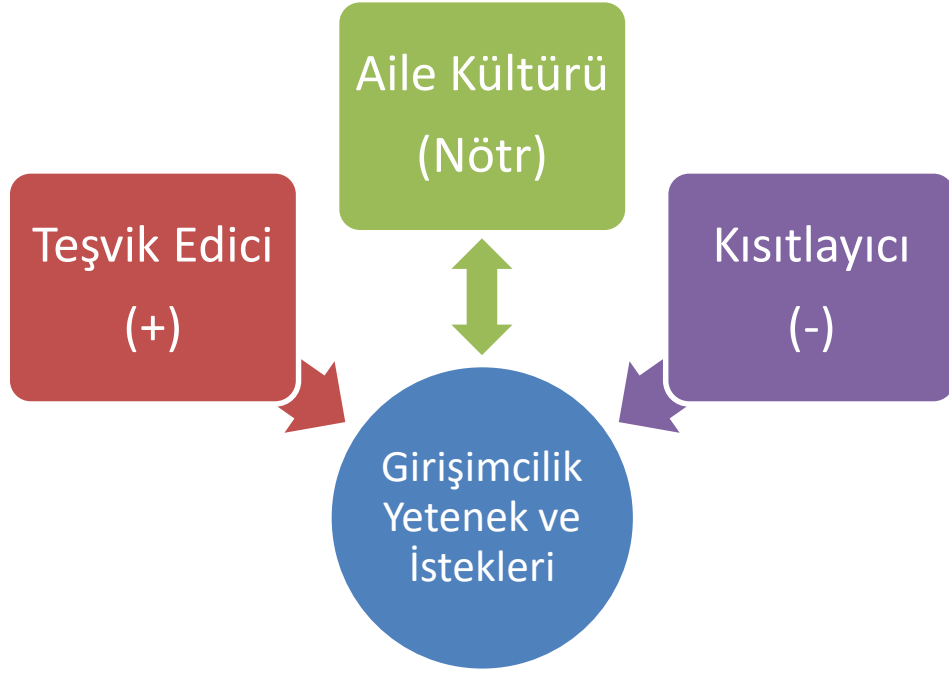 Aile Kültürü
(Nötr)
Teşvik Edici
(+)
Kısıtlayıcı
(-)
Girişimcilik
Yetenek ve
İstekleri